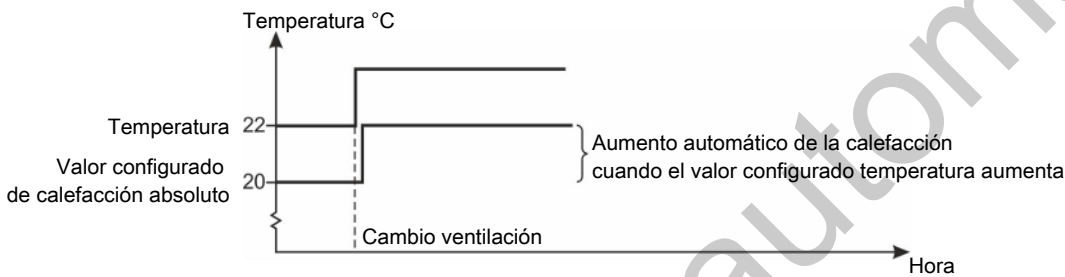 Temperatura °C
Temperatura 22
Valor configurado
de calefacción absoluto 20
Aumento automático de la calefacción
cuando el valor configurado temperatura aumenta
Cambio ventilación
Hora
autom